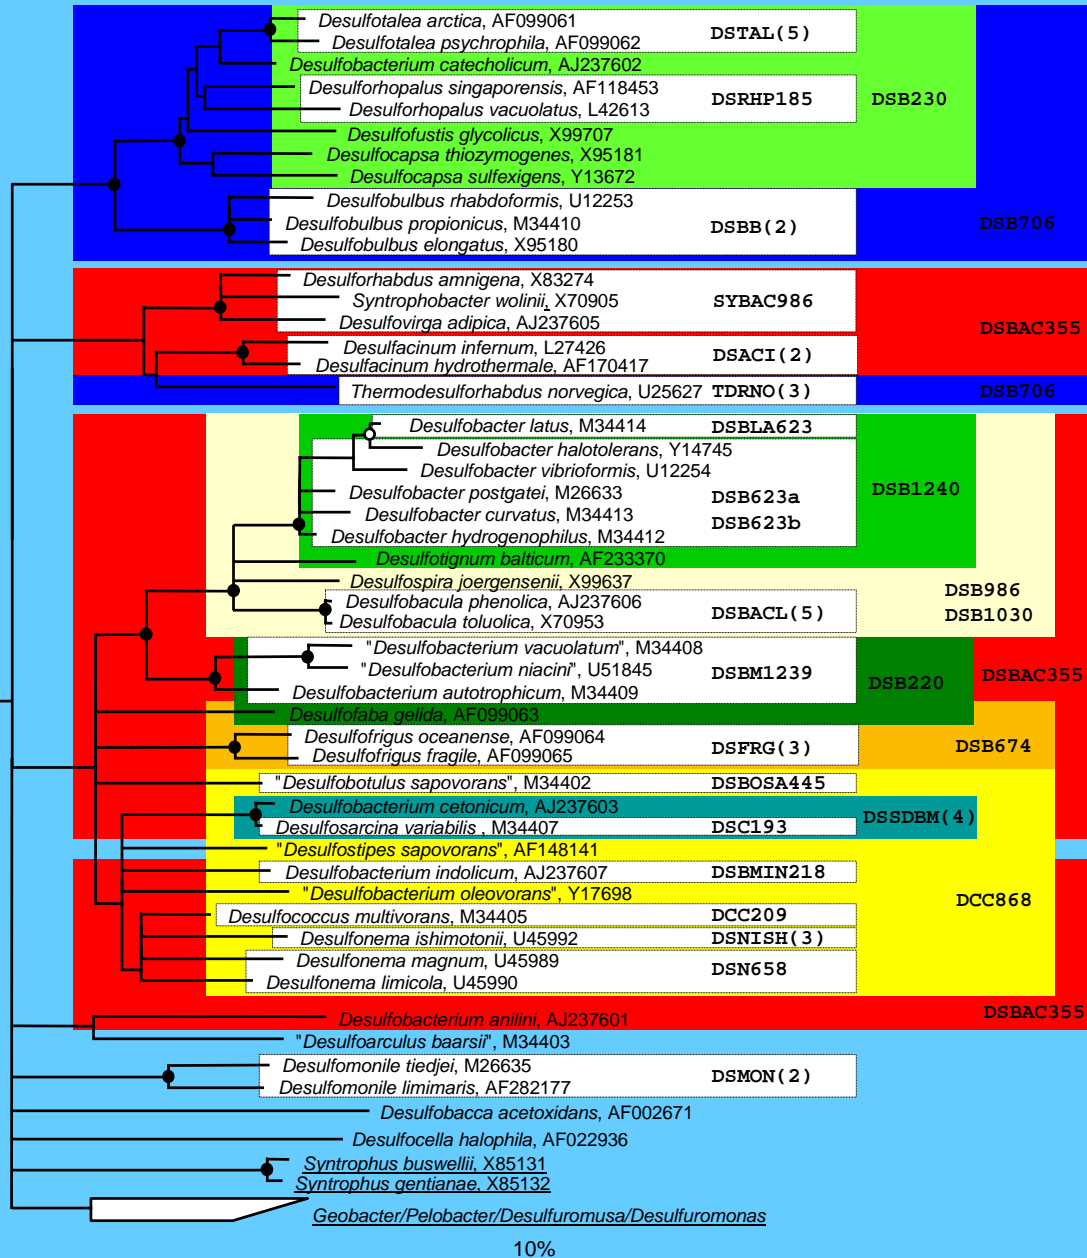 Desulfotalea arctica, AF099061
DSTAL(5)
Desulfotalea psychrophila, AF099062
Desulfobacterium catecholicum, AJ237602
Desulforhopalus singaporensis, AF118453
DSRHP185
DSB230
Desulforhopalus vacuolatus, L42613
Desulfofustis glycolicus, X99707
Desulfocapsa thiozymogenes, X95181
Desulfocapsa sulfexigens, Y13672
Desulfobulbus rhabdoformis, U12253
Desulfobulbus propionicus, M34410
DSBB(2)
DSB706
Desulfobulbus elongatus, X95180
Desulforhabdus amnigena, X83274
Syntrophobacter wolinii, X70905
SYBAC986
Desulfovirga adipica, AJ237605
DSBAC355
Desulfacinum infernum, L27426
DSACI(2)
Desulfacinum hydrothermale, AF170417
Thermodesulforhabdus norvegica, U25627
TDRNO(3)
DSB706
Desulfobacter latus, M34414
DSBLA623
Desulfobacter halotolerans, Y14745
Desulfobacter vibrioformis, U12254
Desulfobacter postgatei, M26633
DSB623a
DSB1240
Desulfobacter curvatus, M34413
DSB623b
Desulfobacter hydrogenophilus, M34412
Desulfotignum balticum, AF233370
Desulfospira joergensenii, X99637
DSB986
Desulfobacula phenolica, AJ237606
DSBACL(5)
DSB1030
Desulfobacula toluolica, X70953
"Desulfobacterium vacuolatum", M34408
"Desulfobacterium niacini", U51845
DSBM1239
DSB220
DSBAC355
Desulfobacterium autotrophicum, M34409
Desulfofaba gelida, AF099063
Desulfofrigus oceanense, AF099064
DSFRG(3)
DSB674
Desulfofrigus fragile, AF099065
"Desulfobotulus sapovorans", M34402
DSBOSA445
Desulfobacterium cetonicum, AJ237603
DSSDBM(4)
Desulfosarcina variabilis , M34407
DSC193
"Desulfostipes sapovorans", AF148141
Desulfobacterium indolicum, AJ237607
DSBMIN218
"Desulfobacterium oleovorans", Y17698
DCC868
Desulfococcus multivorans, M34405
DCC209
Desulfonema ishimotonii, U45992
DSNISH(3)
Desulfonema magnum, U45989
DSN658
Desulfonema limicola, U45990
DSBAC355
Desulfobacterium anilini, AJ237601
"Desulfoarculus baarsii", M34403
Desulfomonile tiedjei, M26635
DSMON(2)
Desulfomonile limimaris, AF282177
Desulfobacca acetoxidans, AF002671
Desulfocella halophila, AF022936
Syntrophus buswellii, X85131
Syntrophus gentianae, X85132
Geobacter/Pelobacter/Desulfuromusa/Desulfuromonas
10%